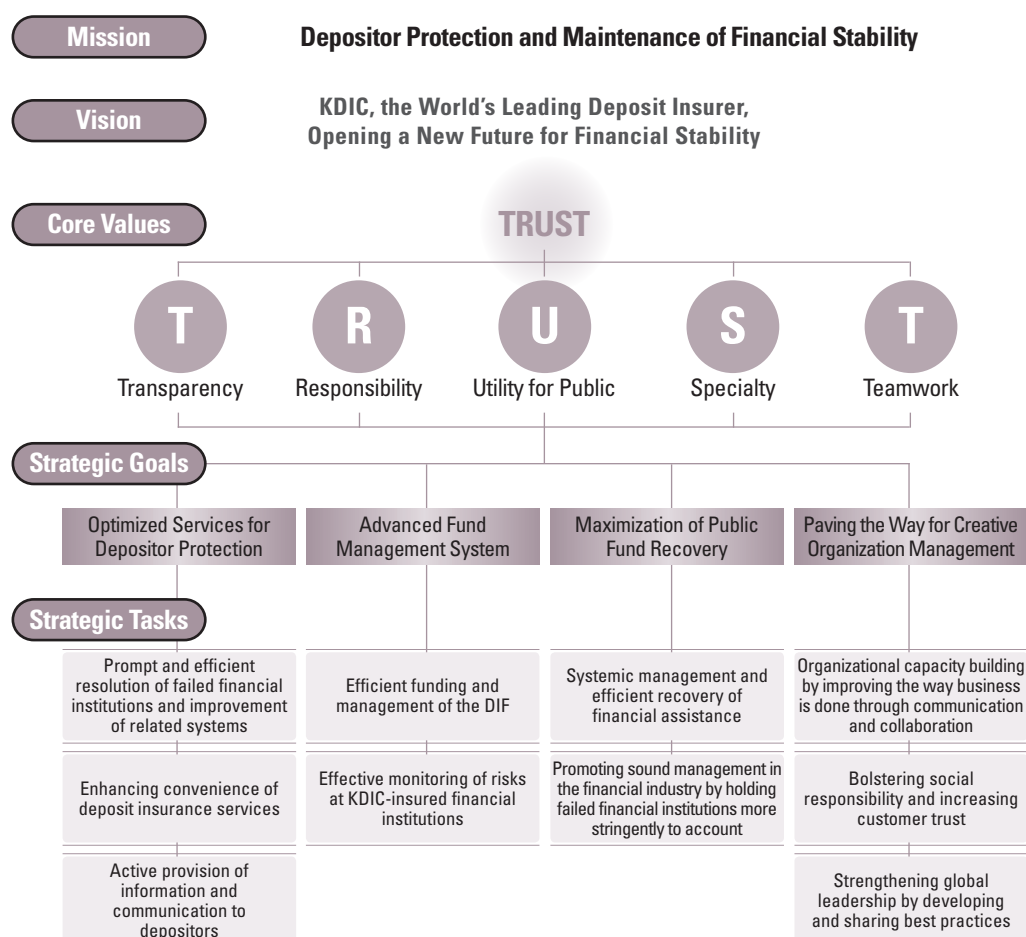 Mission
Depositor Protection and Maintenance of Financial Stability
Vision
KDIC, the World's Leading Deposit Insurer,
Opening a New Future for Financial Stability
Core Values
TRUST
T
R
U
S
T
Transparency
Responsibility
Utility for Public
Specialty
Teamwork
Strategic Goals
Optimized Services for
Depositor Protection
Advanced Fund
Management System
Maximization of Public
Fund Recovery
Paving the Way for Creative
Organization Management
Strategic Tasks
Prompt and efficient
resolution of failed financial
institutions and improvement
of related systems
Efficient funding and
management of the DIF
Systemic management and
efficient recovery of
financial assistance
Organizational capacity building
by improving the way business
is done through communication
and collaboration
Enhancing convenience of
deposit insurance services
Effective monitoring of risks
at KDIC-insured financial
institutions
Promoting sound management in
the financial industry by holding
failed financial institutions more
stringently to account
Bolstering social
responsibility and increasing
customer trust
Active provision of
information and
communication to
depositors
Strengthening global
leadership by developing
and sharing best practices